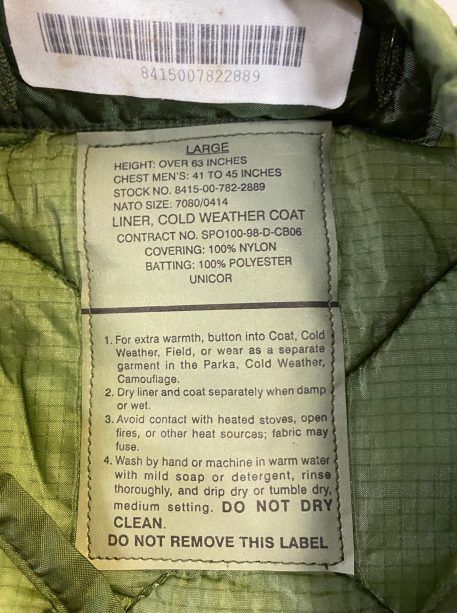 8415007822889
LARGE
HEIGHT: OVER 63 INCHES
CHEST MEN'S: 41 TO 45 INCHES
STOCK NO. 8415-00-782-2889
NATO SIZE: 7080/0414
LINER, COLD WEATHER COAT
CONTRACT NO. SPO100-98-D-CB06
COVERING: 100% NYLON
BATTING: 100% POLYESTER
UNICOR
1. For extra warmth, button into Coat, Cold
Weather, Field, or wear as a separate
garment in the Parka, Cold Weather,
Camouflage.
2. Dry liner and coat separately when damp
or wet.
3. Avoid contact with heated stoves, open
fires, or other heat sources; fabric may
fuse.
4. Wash by hand or machine in warm water
with mild soap or detergent, rinse
thoroughly, and drip dry or tumble dry,
medium setting. DO NOT DRY
CLEAN.
DO NOT REMOVE THIS LABEL